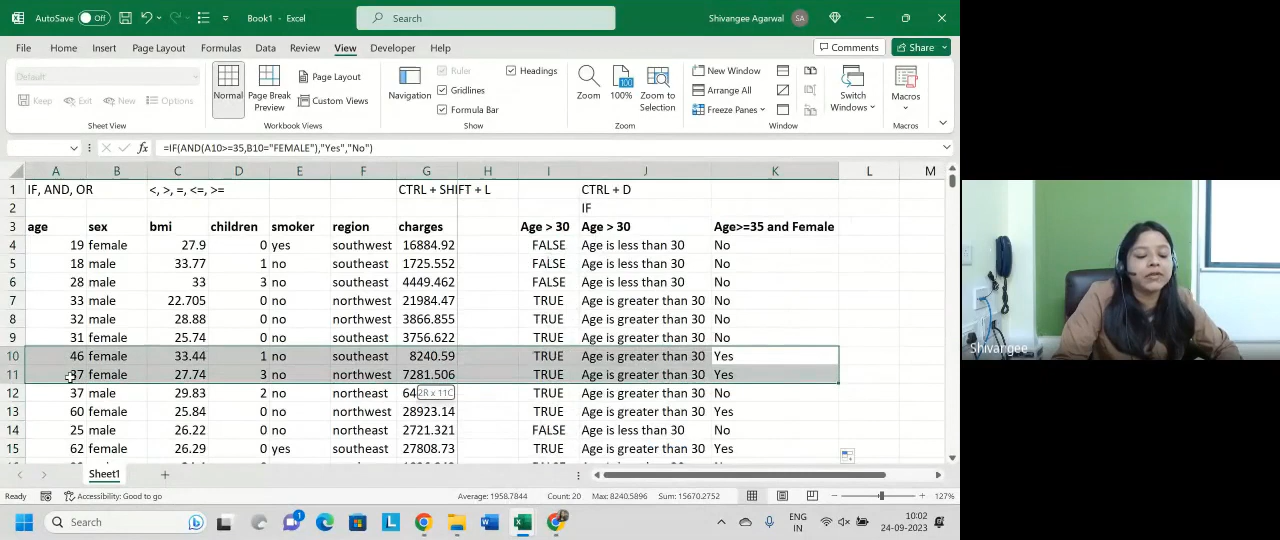 AutoSave Off Book1 - Excel Search Shivangee Agarwal SA
File Home Insert Page Layout Formulas Data Review View Developer Help Comments Share
Default
Keep Exit New Options
Sheet View
Normal Page Break Preview Page Layout Custom Views
Workbook Views
Navigation Ruler Gridlines Formula Bar Headings
Show
Zoom 100% Zoom to Selection
Zoom
New Window Arrange All Freeze Panes Switch Windows
Window
Macros
Macros
fx =IF(AND(A10>=35,B10="FEMALE"),"Yes","No")
A B C D E F G H I J K L M
1 IF, AND, OR <, >, =, <=, >= CTRL + SHIFT + L CTRL + D
2 IF
3 age sex bmi children smoker region charges Age > 30 Age > 30 Age>=35 and Female
4 19 female 27.9 0 yes southwest 16884.92 FALSE Age is less than 30 No
5 18 male 33.77 1 no southeast 1725.552 FALSE Age is less than 30 No
6 28 male 33 3 no southeast 4449.462 FALSE Age is less than 30 No
7 33 male 22.705 0 no northwest 21984.47 TRUE Age is greater than 30 No
8 32 male 28.88 0 no northwest 3866.855 TRUE Age is greater than 30 No
9 31 female 25.74 0 no southeast 3756.622 TRUE Age is greater than 30 No
10 46 female 33.44 1 no southeast 8240.59 TRUE Age is greater than 30 Yes
11 37 female 27.74 3 no northwest 7281.506 TRUE Age is greater than 30 Yes
12 37 male 29.83 2 no northeast 64 2R x 11C TRUE Age is greater than 30 No
13 60 female 25.84 0 no northwest 28923.14 TRUE Age is greater than 30 Yes
14 25 male 26.22 0 no northeast 2721.321 FALSE Age is less than 30 No
15 62 female 26.29 0 yes southeast 27808.73 TRUE Age is greater than 30 Yes
Sheet1
Ready Accessibility: Good to go Average: 1958.7844 Count: 20 Max: 8240.5896 Sum: 15670.2752 127%
Search ENG IN 10:02 24-09-2023
Shivangee